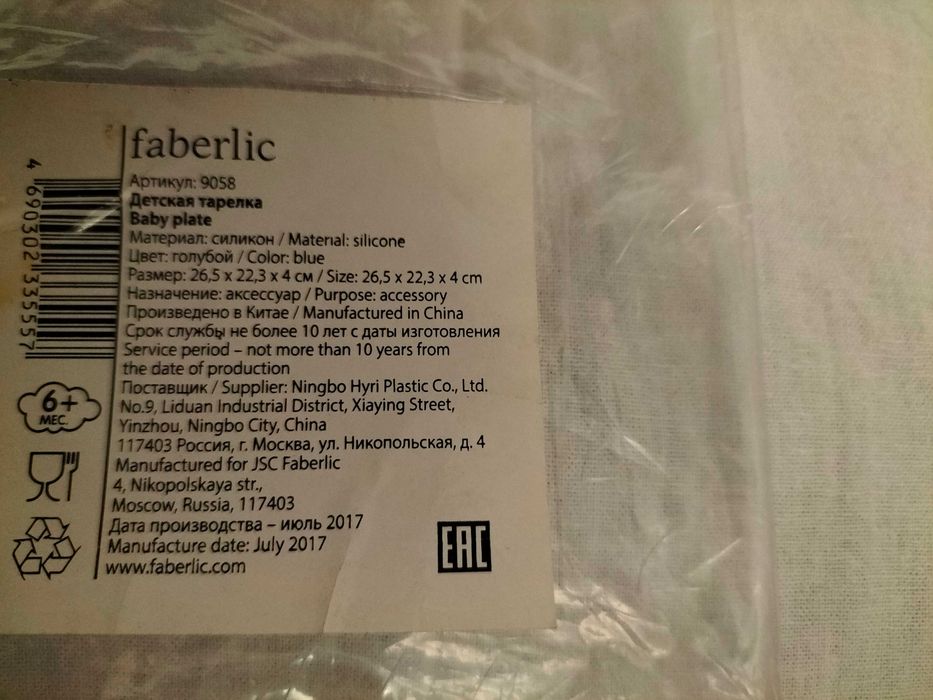 faberlic
Артикул: 9058
Детская тарелка
Baby plate
Материал: силикон / Material: silicone
Цвет: голубой / Color: blue
Размер: 26,5 x 22,3 x 4 см / Size: 26,5 x 22,3 x 4 cm
Назначение: аксессуар / Purpose: accessory
Произведено в Китае / Manufactured in China
Срок службы не более 10 лет с даты изготовления
Service period – not more than 10 years from
the date of production
Поставщик / Supplier: Ningbo Hyri Plastic Co., Ltd.
No.9, Liduan Industrial District, Xiaying Street,
Yinzhou, Ningbo City, China
117403 Россия, г. Москва, ул. Никопольская, д. 4
Manufactured for JSC Faberlic
4, Nikopolskaya str.,
Moscow, Russia, 117403
Дата производства – июль 2017
Manufacture date: July 2017
www.faberlic.com
4 690302 335557
6+
МЕС.
EAC